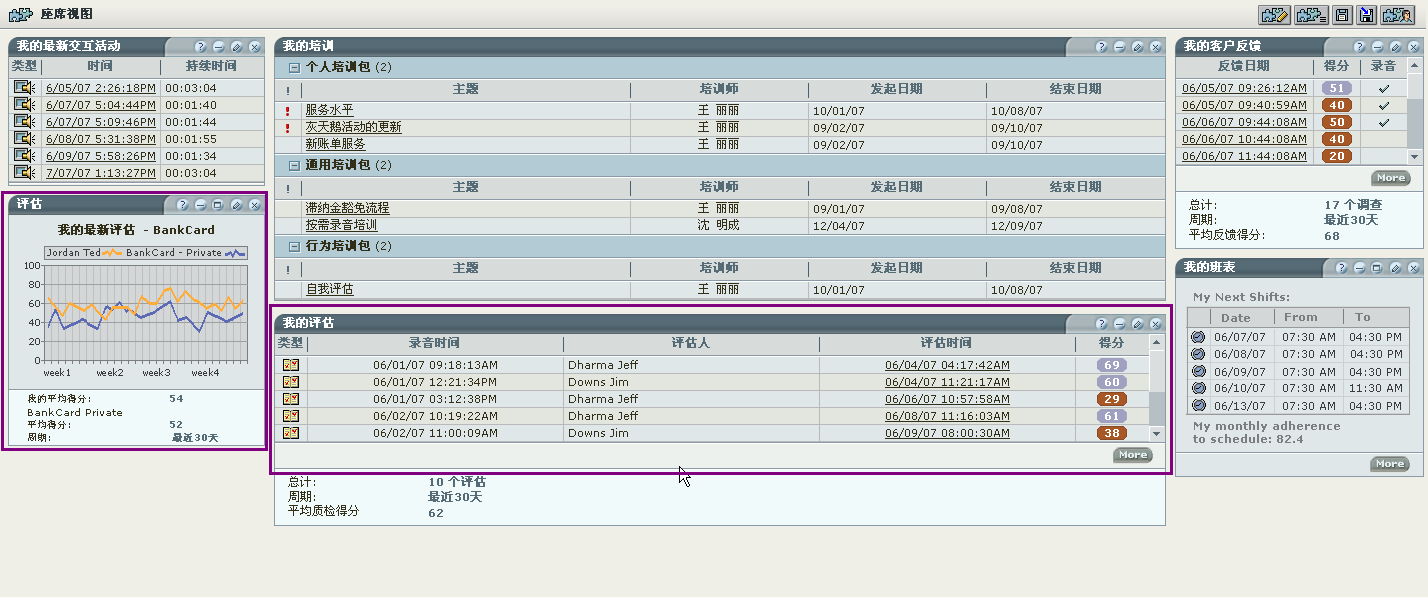 座席视图
我的最新交互活动
类型 时间 持续时间
6/05/07 2:26:18PM 00:03:04
6/07/07 5:04:44PM 00:01:40
6/07/07 5:09:46PM 00:01:44
6/08/07 5:31:38PM 00:01:55
6/09/07 5:58:26PM 00:01:34
7/07/07 1:13:27PM 00:03:04
评估
我的最新评估 - BankCard
Jordan Ted BankCard - Private
100
80
60
40
20
0
week1 week2 week3 week4
我的平均得分: 54
BankCard Private
平均得分: 52
周期: 最近30天
我的培训
个人培训包 (2)
! 主题 培训师 发起日期 结束日期
! 服务水平 王 丽丽 10/01/07 10/08/07
! 灰天鹅活动的更新 王 丽丽 09/02/07 09/10/07
新账单服务 王 丽丽 09/02/07 09/10/07
通用培训包 (2)
! 主题 培训师 发起日期 结束日期
滞纳金豁免流程 王 丽丽 09/01/07 09/08/07
按需录音培训 沈 明成 12/04/07 12/09/07
行为培训包 (2)
! 主题 培训师 发起日期 结束日期
自我评估 王 丽丽 10/01/07 10/08/07
我的评估
类型 录音时间 评估人 评估时间 得分
06/01/07 09:18:13AM Dharma Jeff 06/04/07 04:17:42AM 69
06/01/07 12:21:34PM Downs Jim 06/04/07 11:21:17AM 60
06/01/07 03:12:38PM Dharma Jeff 06/06/07 10:57:58AM 29
06/02/07 10:19:22AM Dharma Jeff 06/08/07 11:16:03AM 61
06/02/07 11:00:09AM Downs Jim 06/09/07 08:00:30AM 38
More
总计: 10 个评估
周期: 最近30天
平均质检得分 62
我的客户反馈
反馈日期 得分 录音
06/05/07 09:26:12AM 51
06/05/07 09:40:59AM 40
06/06/07 09:44:08AM 50
06/06/07 10:44:08AM 40
06/06/07 11:44:08AM 20
More
总计: 17 个调查
周期: 最近30天
平均反馈得分: 68
我的班表
My Next Shifts:
Date From To
06/07/07 07:30 AM 04:30 PM
06/08/07 07:30 AM 04:30 PM
06/09/07 07:30 AM 04:30 PM
06/10/07 07:30 AM 11:30 AM
06/13/07 07:30 AM 04:30 PM
My monthly adherence
to schedule: 82.4
More